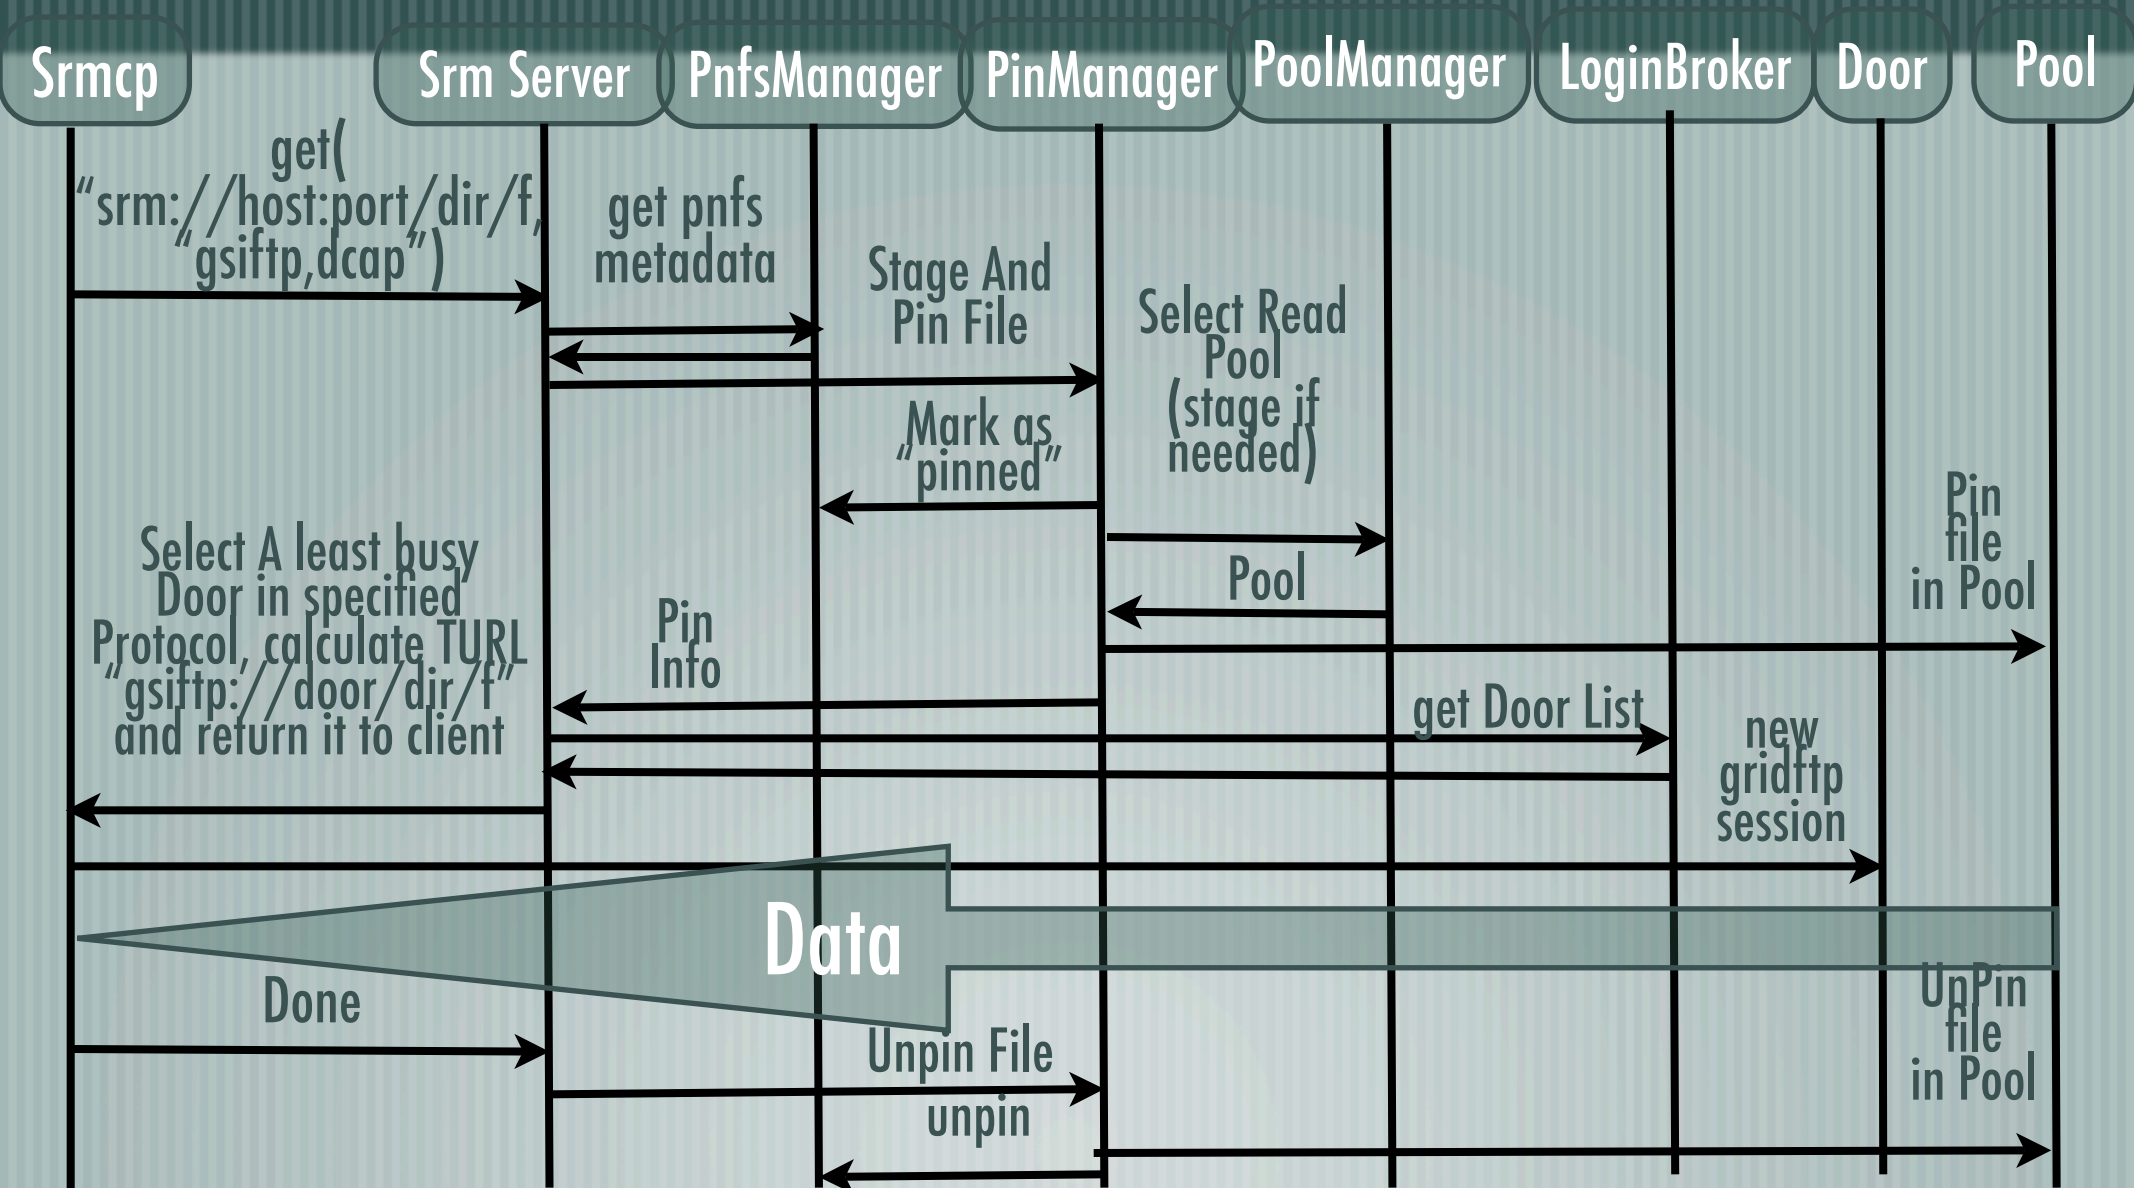 Srmcp
Srm Server
PnfsManager
PinManager
PoolManager
LoginBroker
Door
Pool
get(
“srm://host:port/dir/f,
“gsiftp,dcap”)
get pnfs
metadata
Stage And
Pin File
Select Read
Pool
(stage if
needed)
Mark as
“pinned”
Pin
file
in Pool
Select A least busy
Door in specified
Protocol, calculate TURL
“gsiftp://door/dir/f”
and return it to client
Pool
Pin
Info
get Door List
new
gridftp
session
Data
Done
UnPin
file
in Pool
Unpin File
unpin